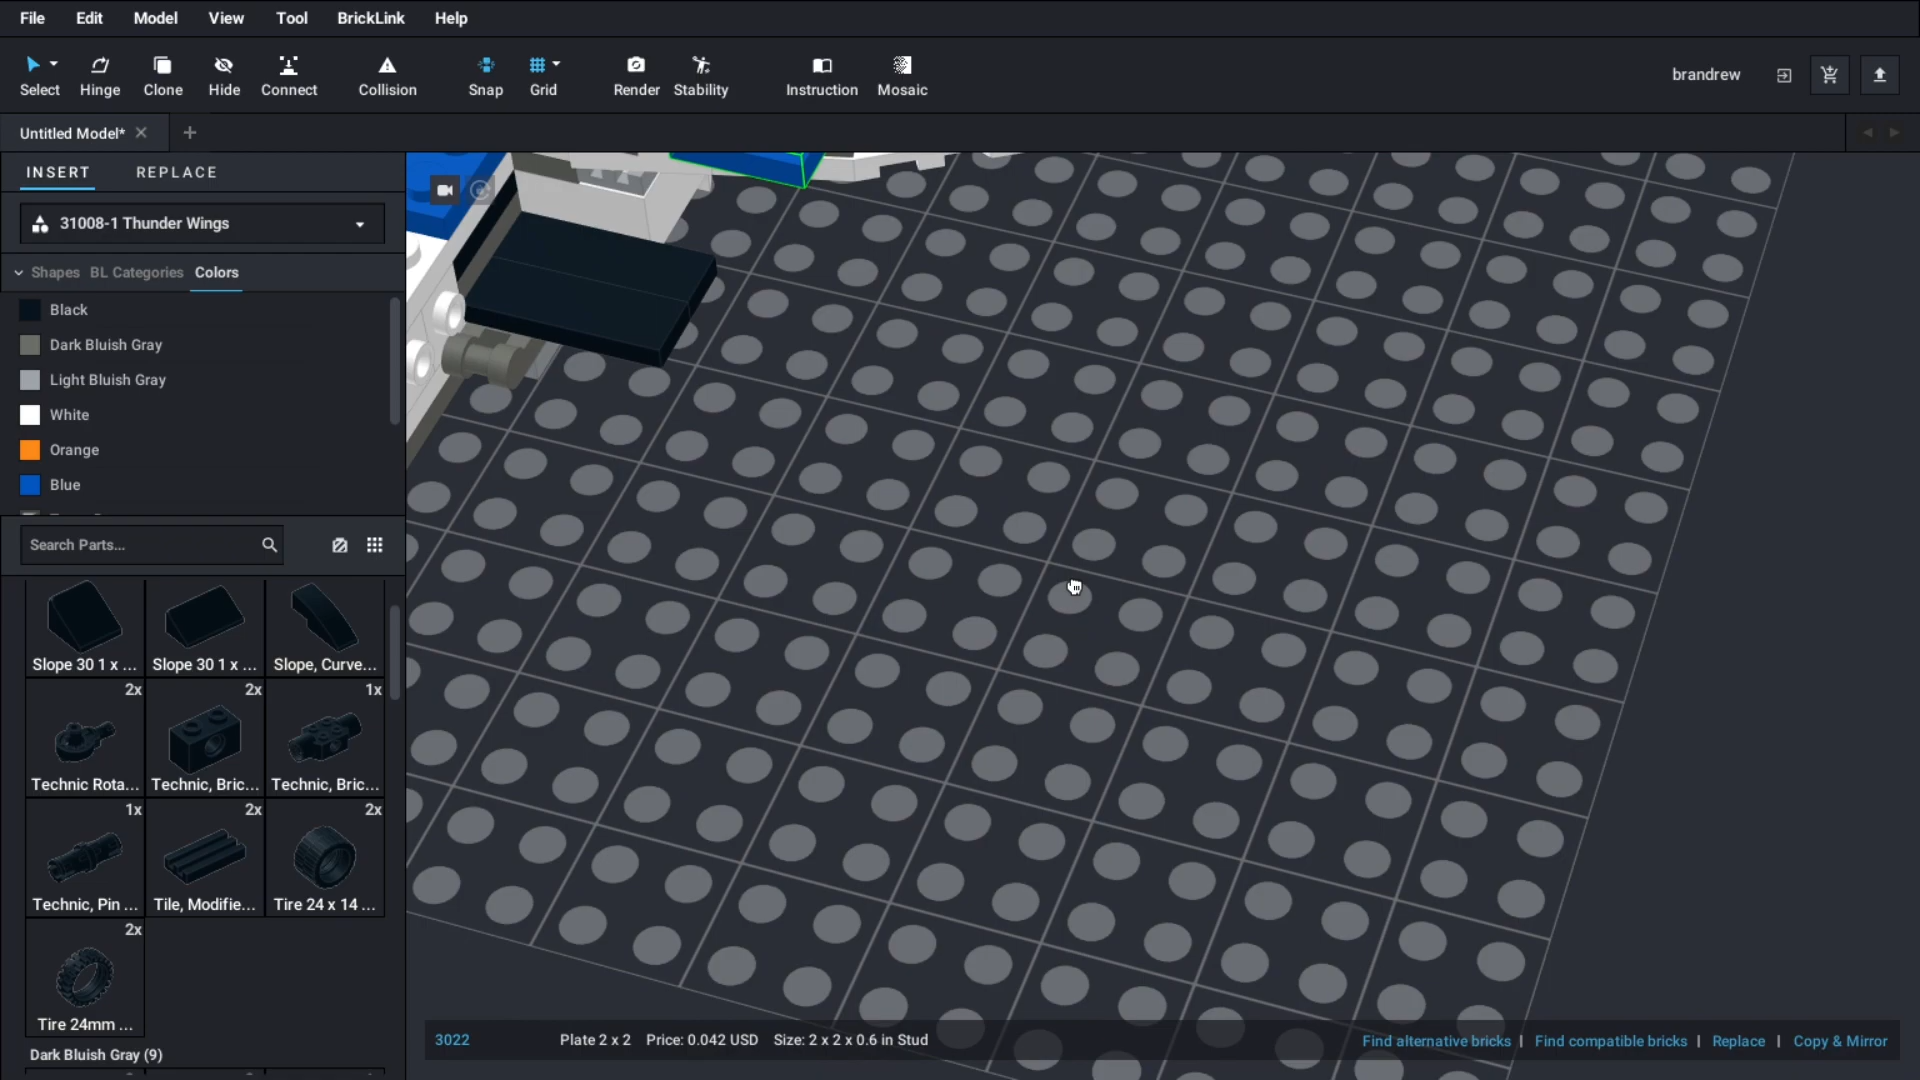 File Edit Model View Tool BrickLink Help
Select Hinge Clone Hide Connect Collision Snap Grid Render Stability Instruction Mosaic brandrew
Untitled Model*
INSERT REPLACE
31008-1 Thunder Wings
Shapes BL Categories Colors
Black
Dark Bluish Gray
Light Bluish Gray
White
Orange
Blue
Search Parts...
Slope 30 1 x ... Slope 30 1 x ... Slope, Curve...
2x 2x 1x
Technic Rota... Technic, Bric... Technic, Bric...
1x 2x 2x
Technic, Pin ... Tile, Modifie... Tire 24 x 14 ...
2x
Tire 24mm ...
Dark Bluish Gray (9)
3022 Plate 2 x 2 Price: 0.042 USD Size: 2 x 2 x 0.6 in Stud Find alternative bricks | Find compatible bricks | Replace | Copy & Mirror